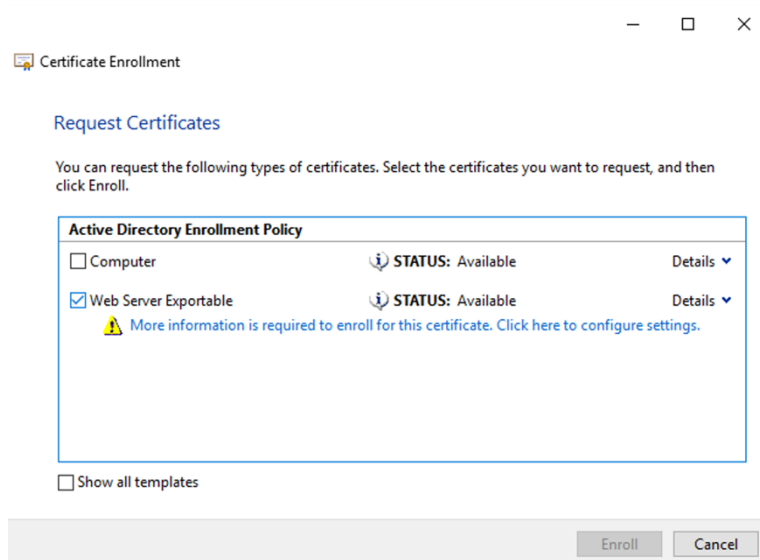 Certificate Enrollment
Request Certificates
You can request the following types of certificates. Select the certificates you want to request, and then
click Enroll.
Active Directory Enrollment Policy
Computer STATUS: Available Details
Web Server Exportable STATUS: Available Details
More information is required to enroll for this certificate. Click here to configure settings.
Show all templates
Enroll Cancel